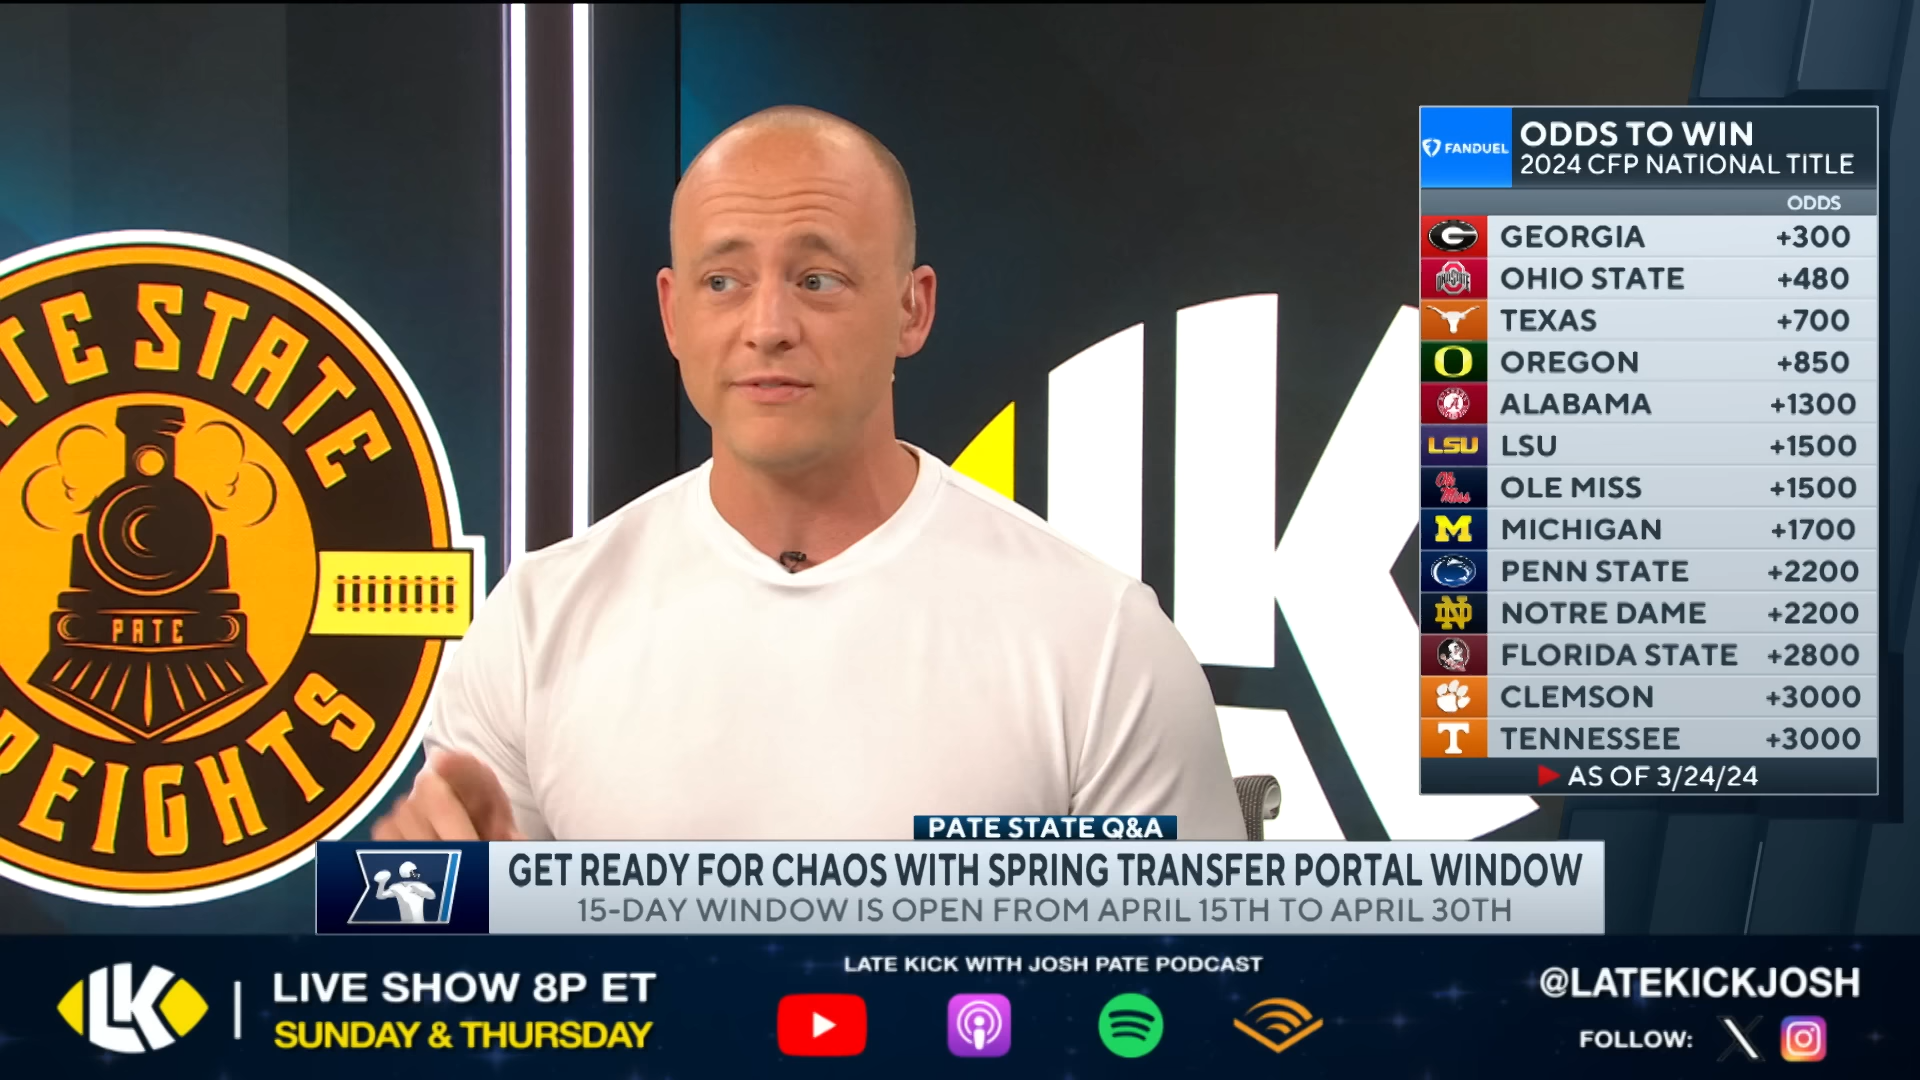 TE STATE
PATE
EIGHTS
FANDUEL
ODDS TO WIN
2024 CFP NATIONAL TITLE
ODDS
GEORGIA +300
OHIO STATE +480
TEXAS +700
OREGON +850
ALABAMA +1300
LSU LSU +1500
Ole Miss OLE MISS +1500
MICHIGAN +1700
PENN STATE +2200
NOTRE DAME +2200
FLORIDA STATE +2800
CLEMSON +3000
TENNESSEE +3000
AS OF 3/24/24
PATE STATE Q&A
GET READY FOR CHAOS WITH SPRING TRANSFER PORTAL WINDOW
15-DAY WINDOW IS OPEN FROM APRIL 15TH TO APRIL 30TH
LK
LIVE SHOW 8P ET
SUNDAY & THURSDAY
LATE KICK WITH JOSH PATE PODCAST
@LATEKICKJOSH
FOLLOW: